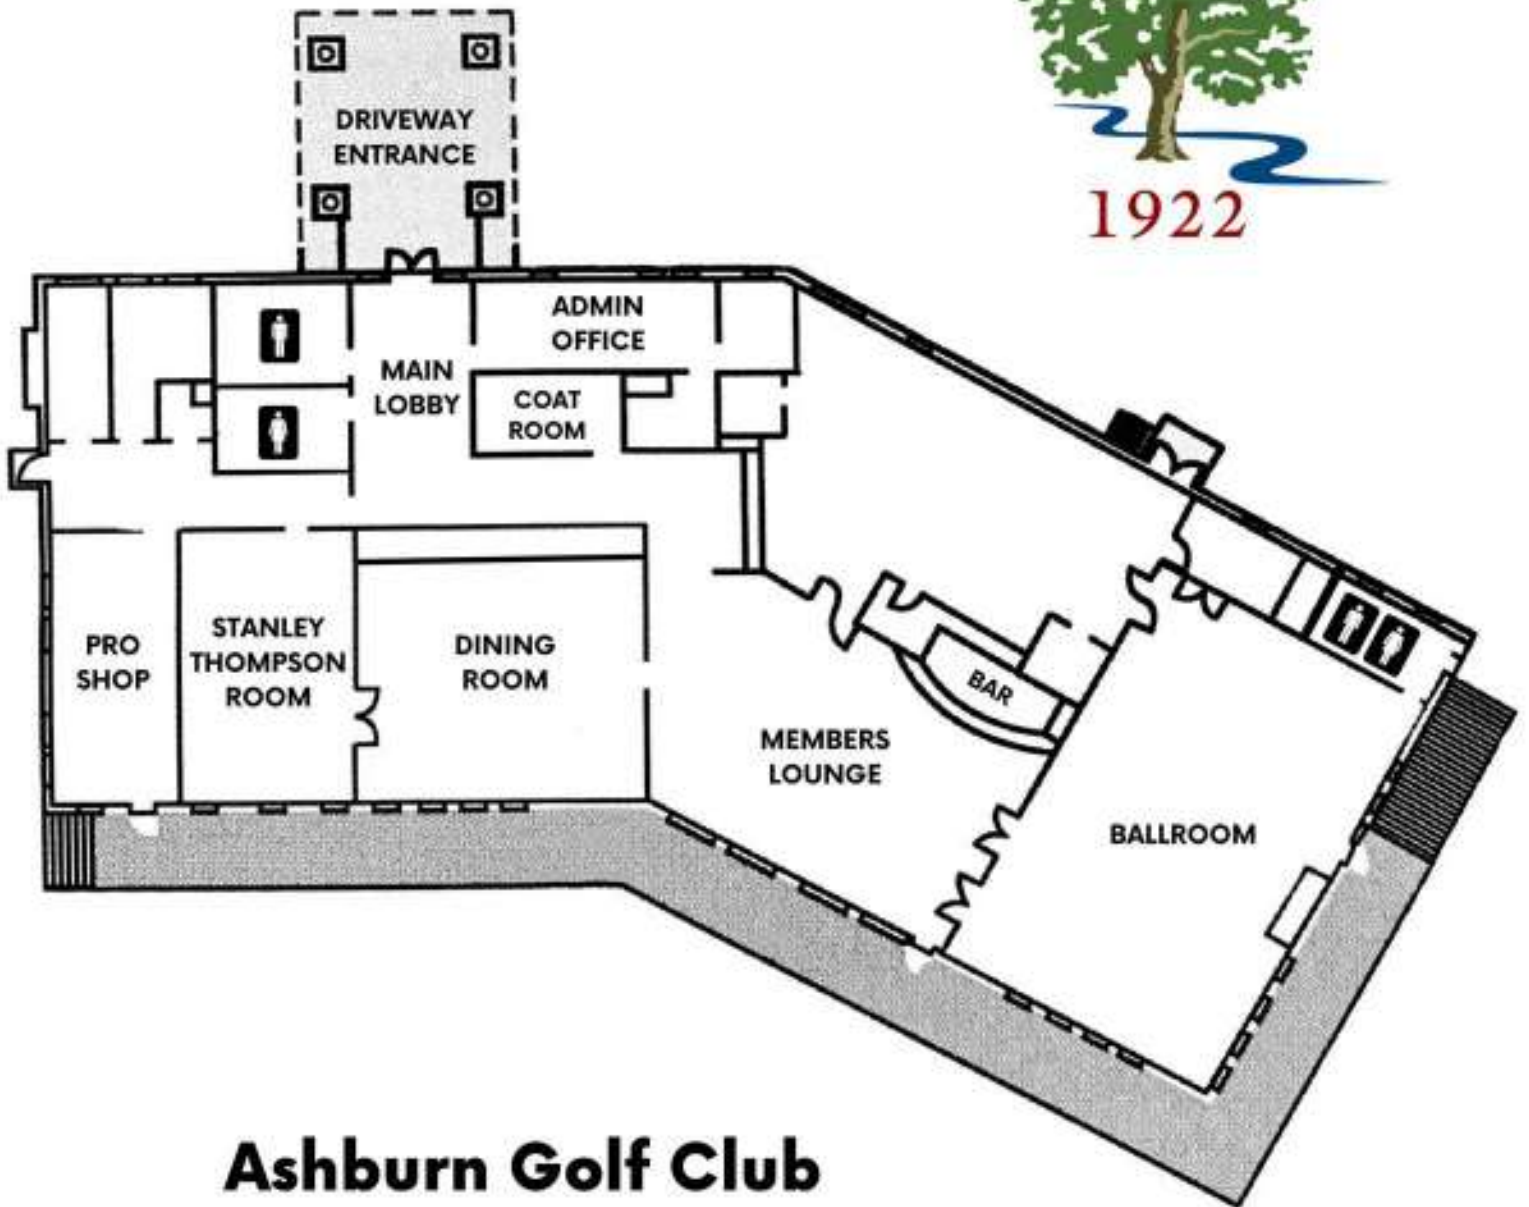 DRIVEWAY
ENTRANCE
1922
ADMIN
OFFICE
MAIN
LOBBY
COAT
ROOM
PRO
SHOP
STANLEY
THOMPSON
ROOM
DINING
ROOM
BAR
MEMBERS
LOUNGE
BALLROOM
Ashburn Golf Club